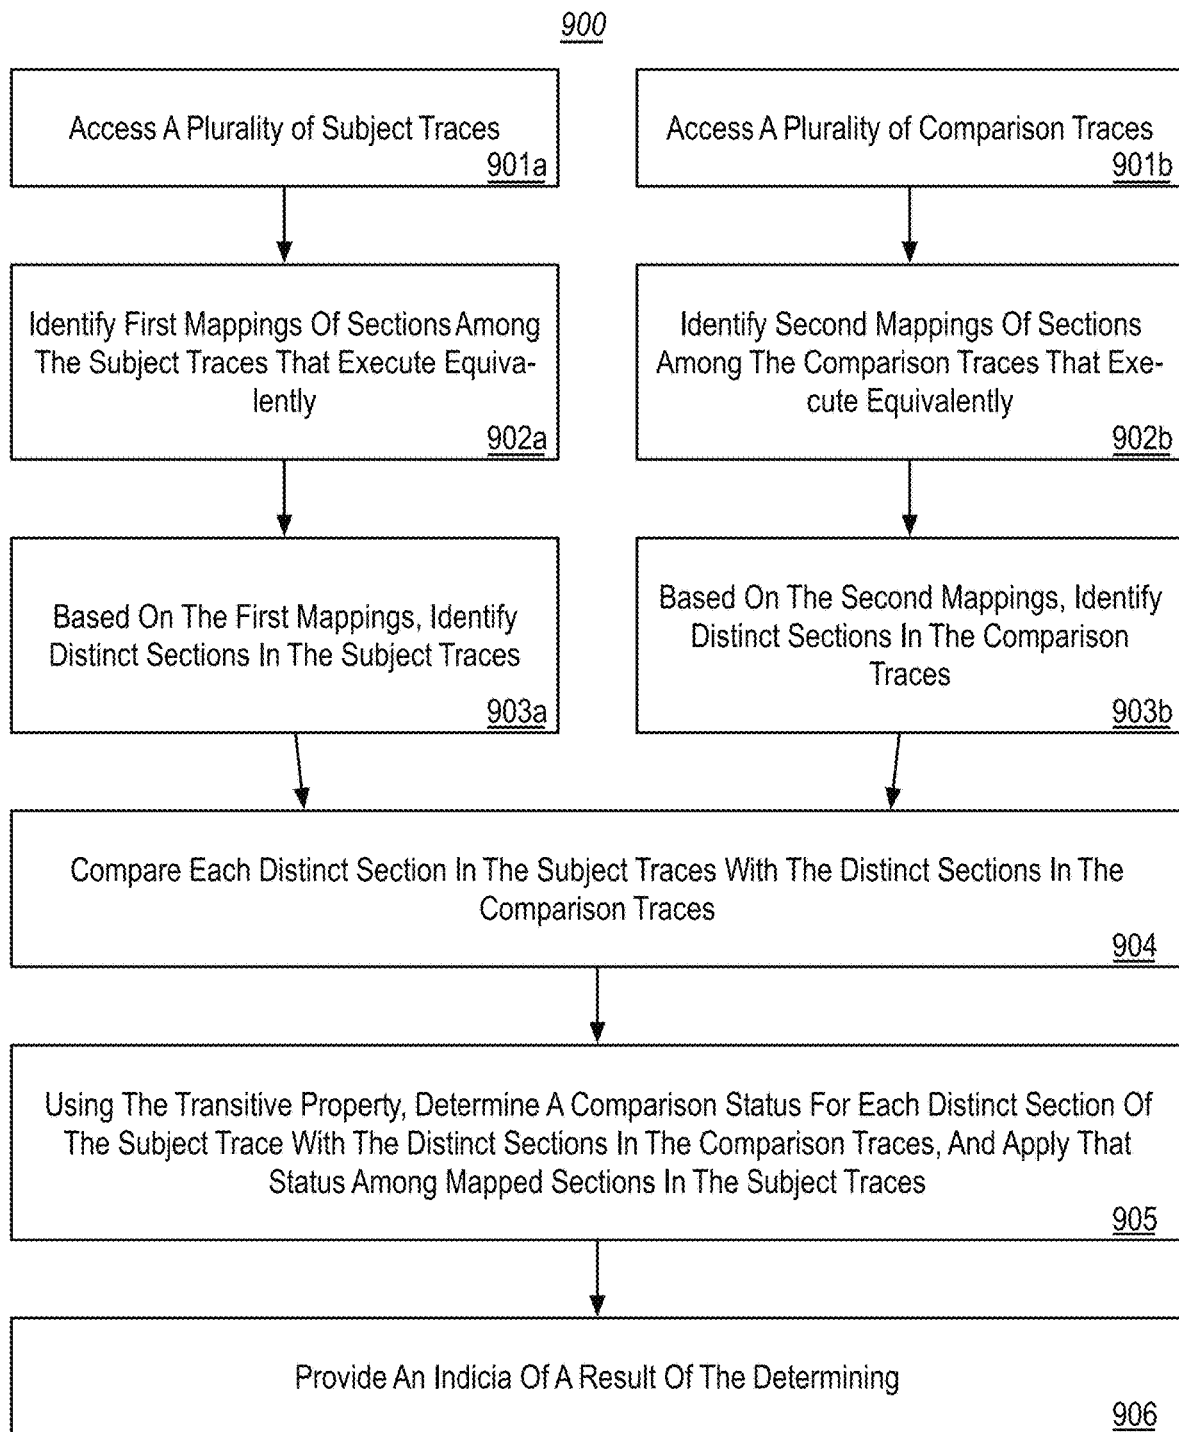 900
Access A Plurality of Subject Traces
901a
Access A Plurality of Comparison Traces
901b
Identify First Mappings Of Sections Among
The Subject Traces That Execute Equiva-
lently
902a
Identify Second Mappings Of Sections
Among The Comparison Traces That Exe-
cute Equivalently
902b
Based On The First Mappings, Identify
Distinct Sections In The Subject Traces
903a
Based On The Second Mappings, Identify
Distinct Sections In The Comparison
Traces
903b
Compare Each Distinct Section In The Subject Traces With The Distinct Sections In The
Comparison Traces
904
Using The Transitive Property, Determine A Comparison Status For Each Distinct Section Of
The Subject Trace With The Distinct Sections In The Comparison Traces, And Apply That
Status Among Mapped Sections In The Subject Traces
905
Provide An Indicia Of A Result Of The Determining
906